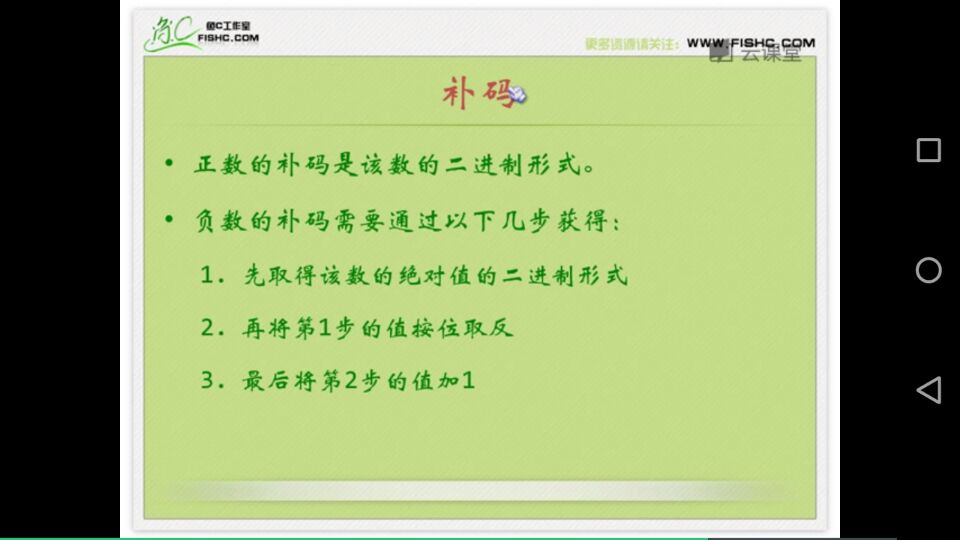 鱼C工作室
FISHC.COM
更多资源请关注: WWW.FISHC.COM
云课堂
补码
• 正数的补码是该数的二进制形式。
• 负数的补码需要通过以下几步获得:
1. 先取得该数的绝对值的二进制形式
2. 再将第1步的值按位取反
3. 最后将第2步的值加1